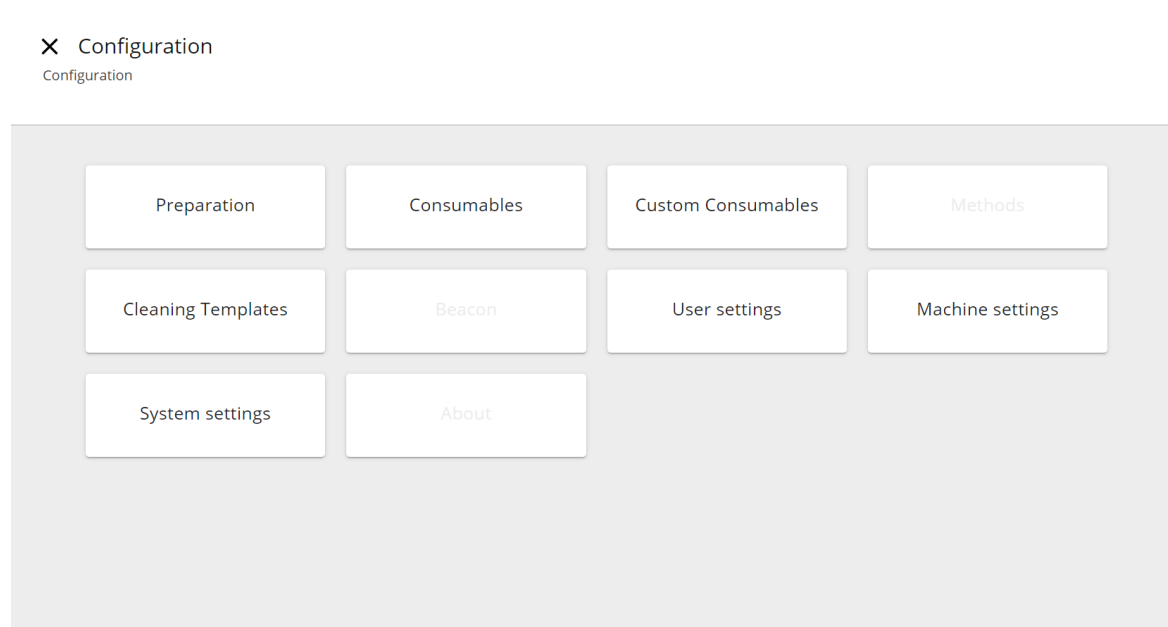 Configuration
Configuration
Preparation
Consumables
Custom Consumables
Methods
Cleaning Templates
Beacon
User settings
Machine settings
System settings
About